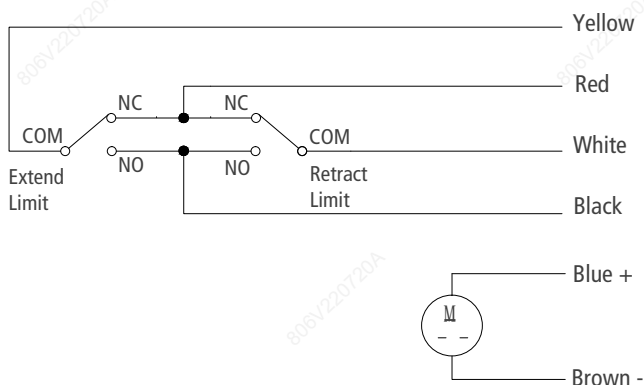 Yellow
Red
NC
NC
COM
COM
White
NO
NO
Extend
Limit
Retract
Limit
Black
Blue +
M
Brown -
806V220720A
806V220720A
806V220720A